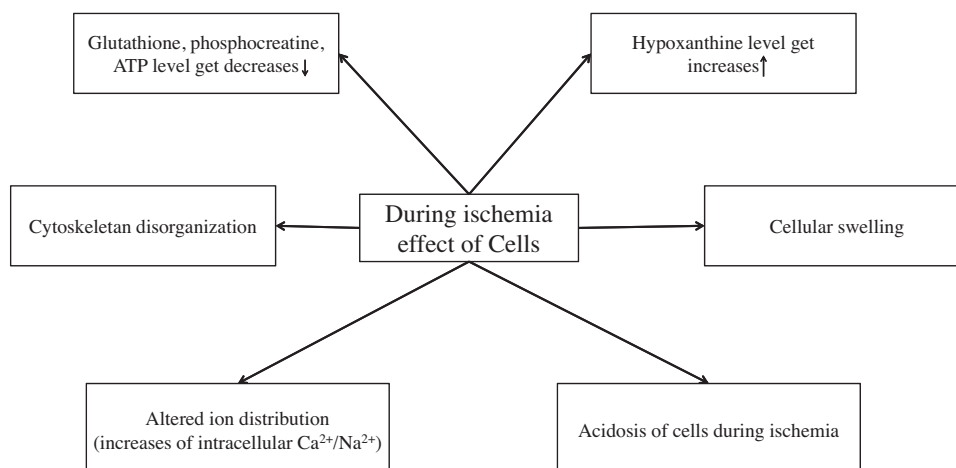 Glutathione, phosphocreatine,
ATP level get decreases↓
Hypoxanthine level get
increases↑
Cytoskeletan disorganization
During ischemia
effect of Cells
Cellular swelling
Altered ion distribution
(increases of intracellular Ca²⁺/Na²⁺)
Acidosis of cells during ischemia